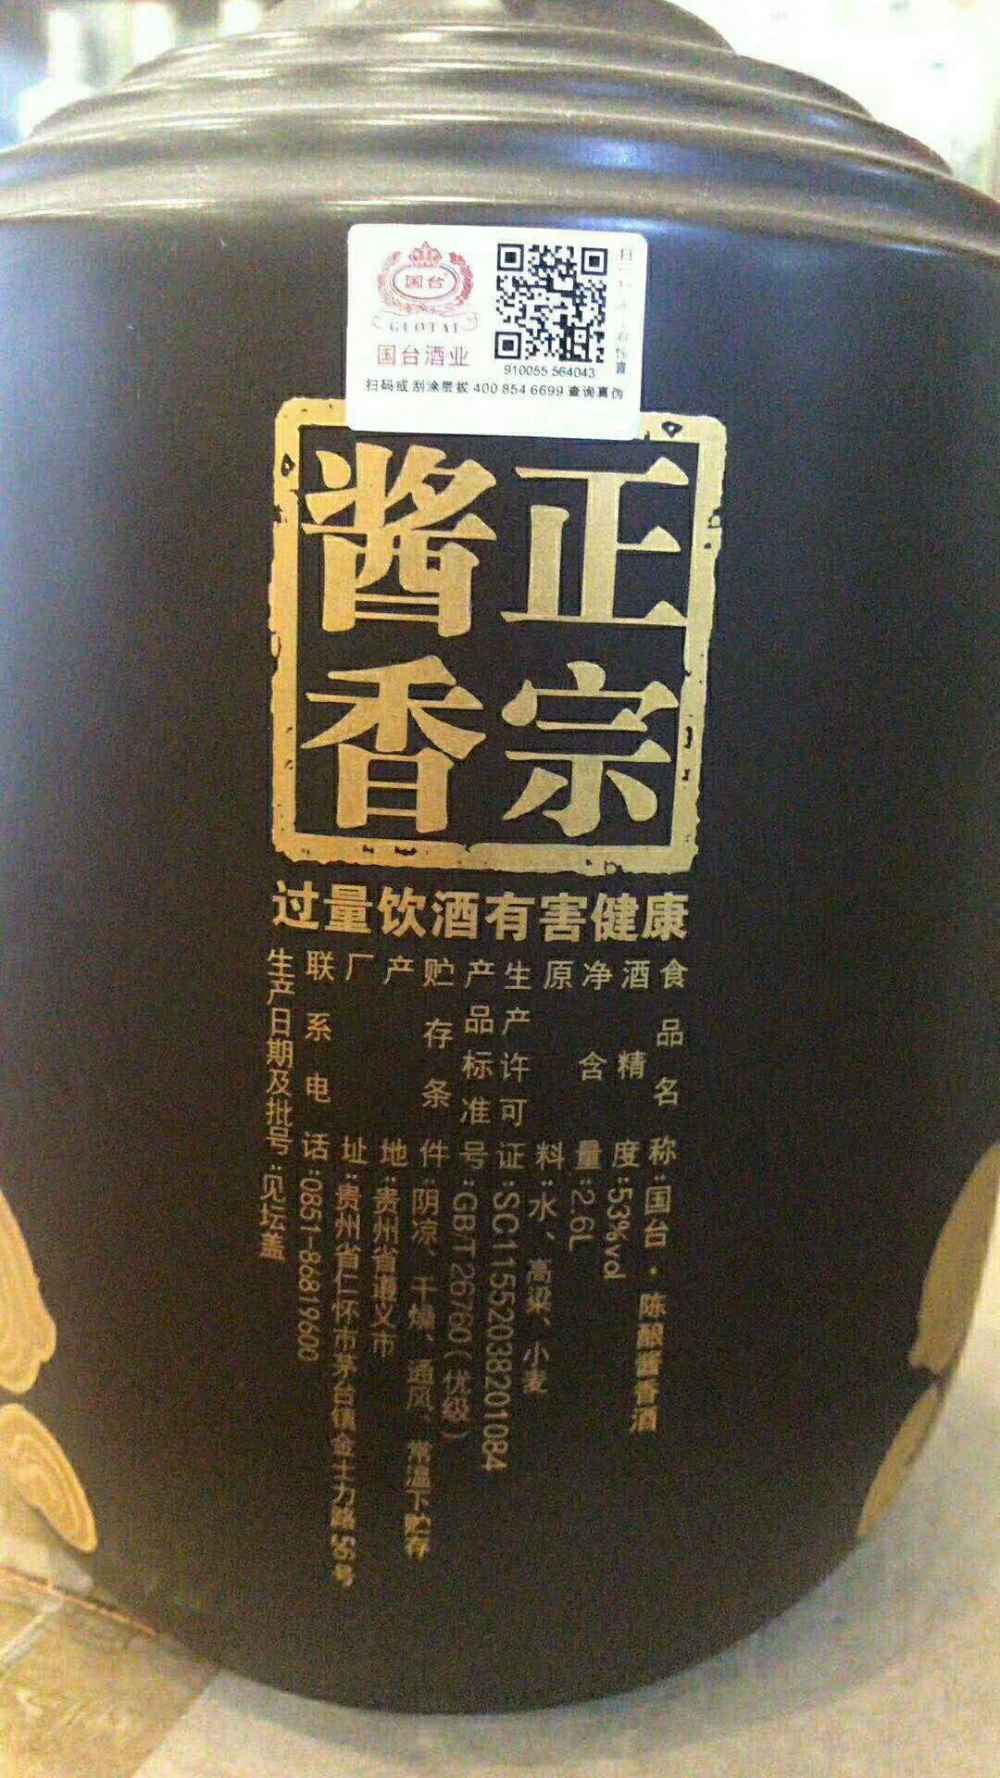 国台
GUOTAI
国台酒业
910055 564043
扫码或刮涂层拨 400 854 6699 查询真伪
正宗
酱香
过量饮酒有害健康
食品名称:国台·陈酿酱香酒
酒精度:53%vol
净含量:2.6L
原料:水、高粱、小麦
生产许可证:SC11552038201084
产品标准号:GB/T26760(优级)
贮存条件:阴凉、干燥、通风、常温下贮存
产地:贵州省遵义市
厂址:贵州省仁怀市茅台镇金士力路56号
联系电话:0851-86819600
生产日期及批号:见坛盖